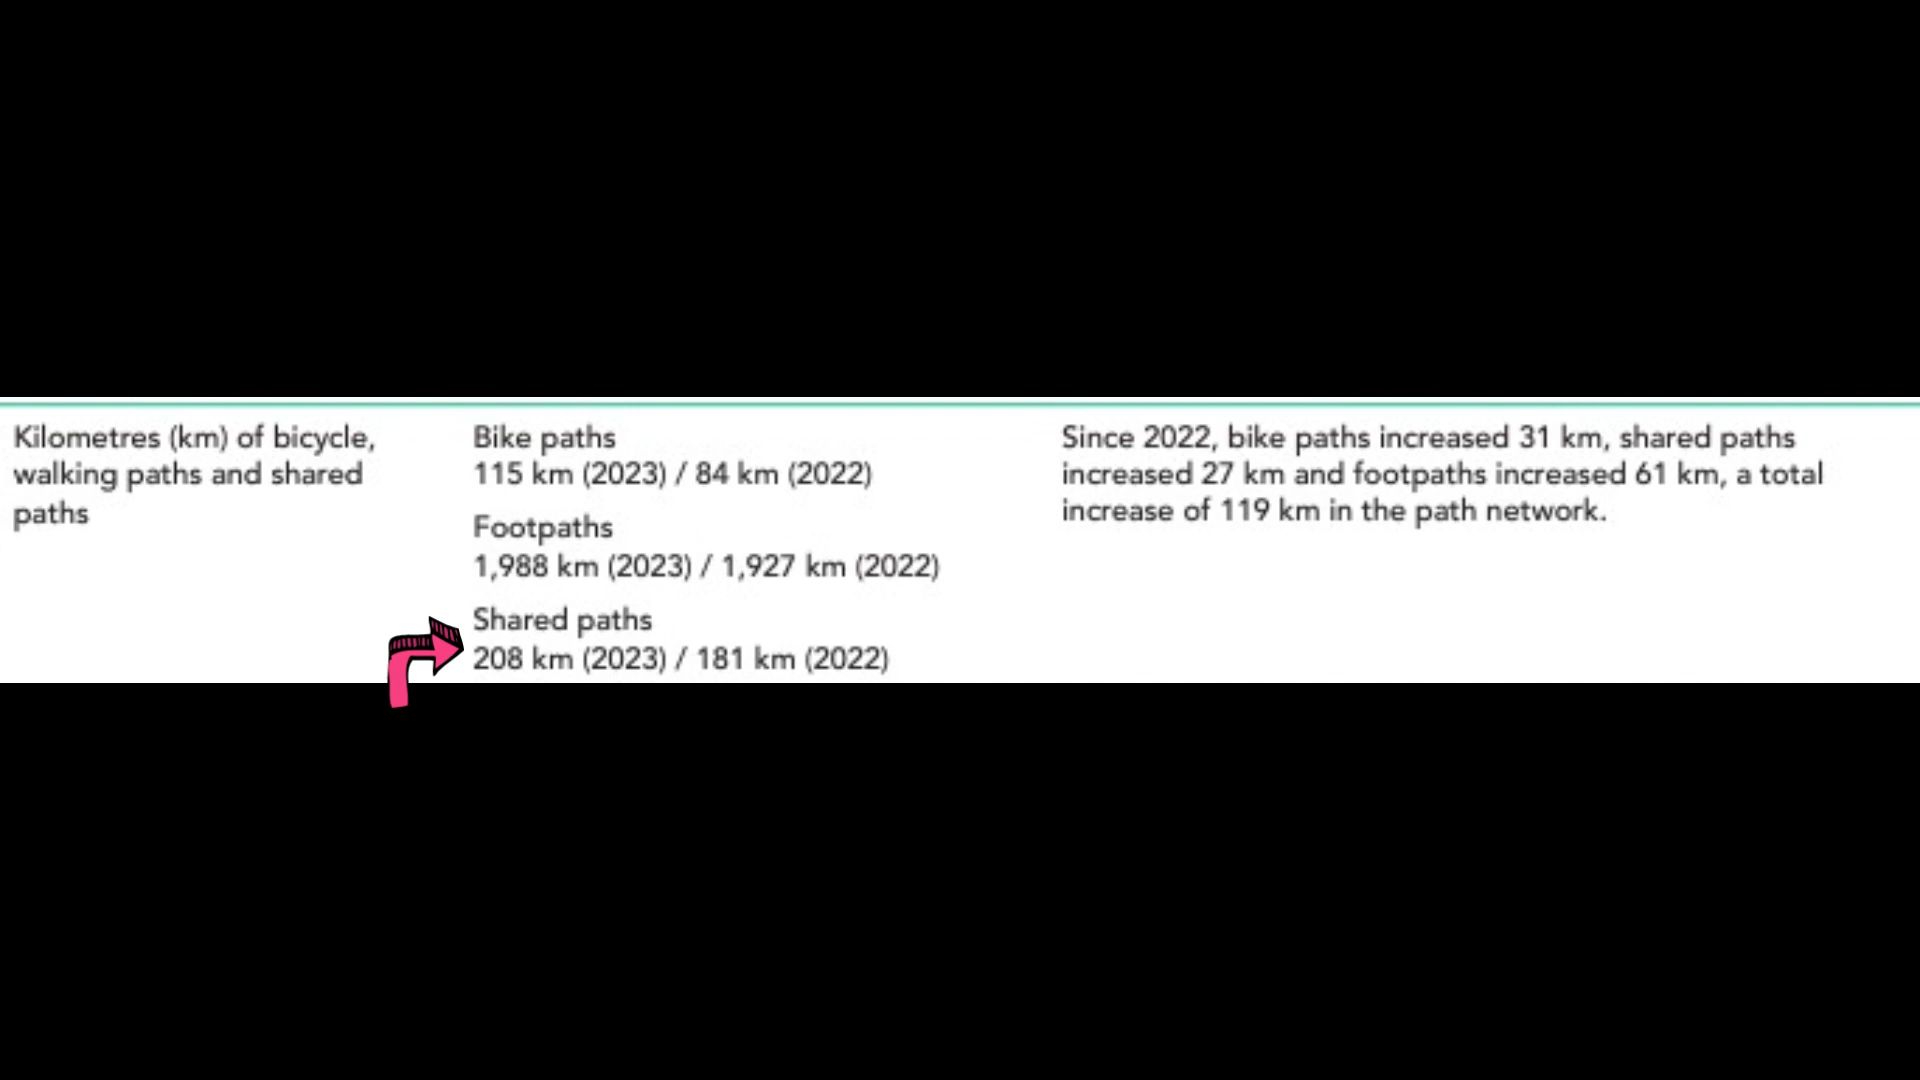 Kilometres (km) of bicycle,
walking paths and shared
paths
Bike paths
115 km (2023) / 84 km (2022)
Footpaths
1,988 km (2023) / 1,927 km (2022)
Shared paths
208 km (2023) / 181 km (2022)
Since 2022, bike paths increased 31 km, shared paths
increased 27 km and footpaths increased 61 km, a total
increase of 119 km in the path network.